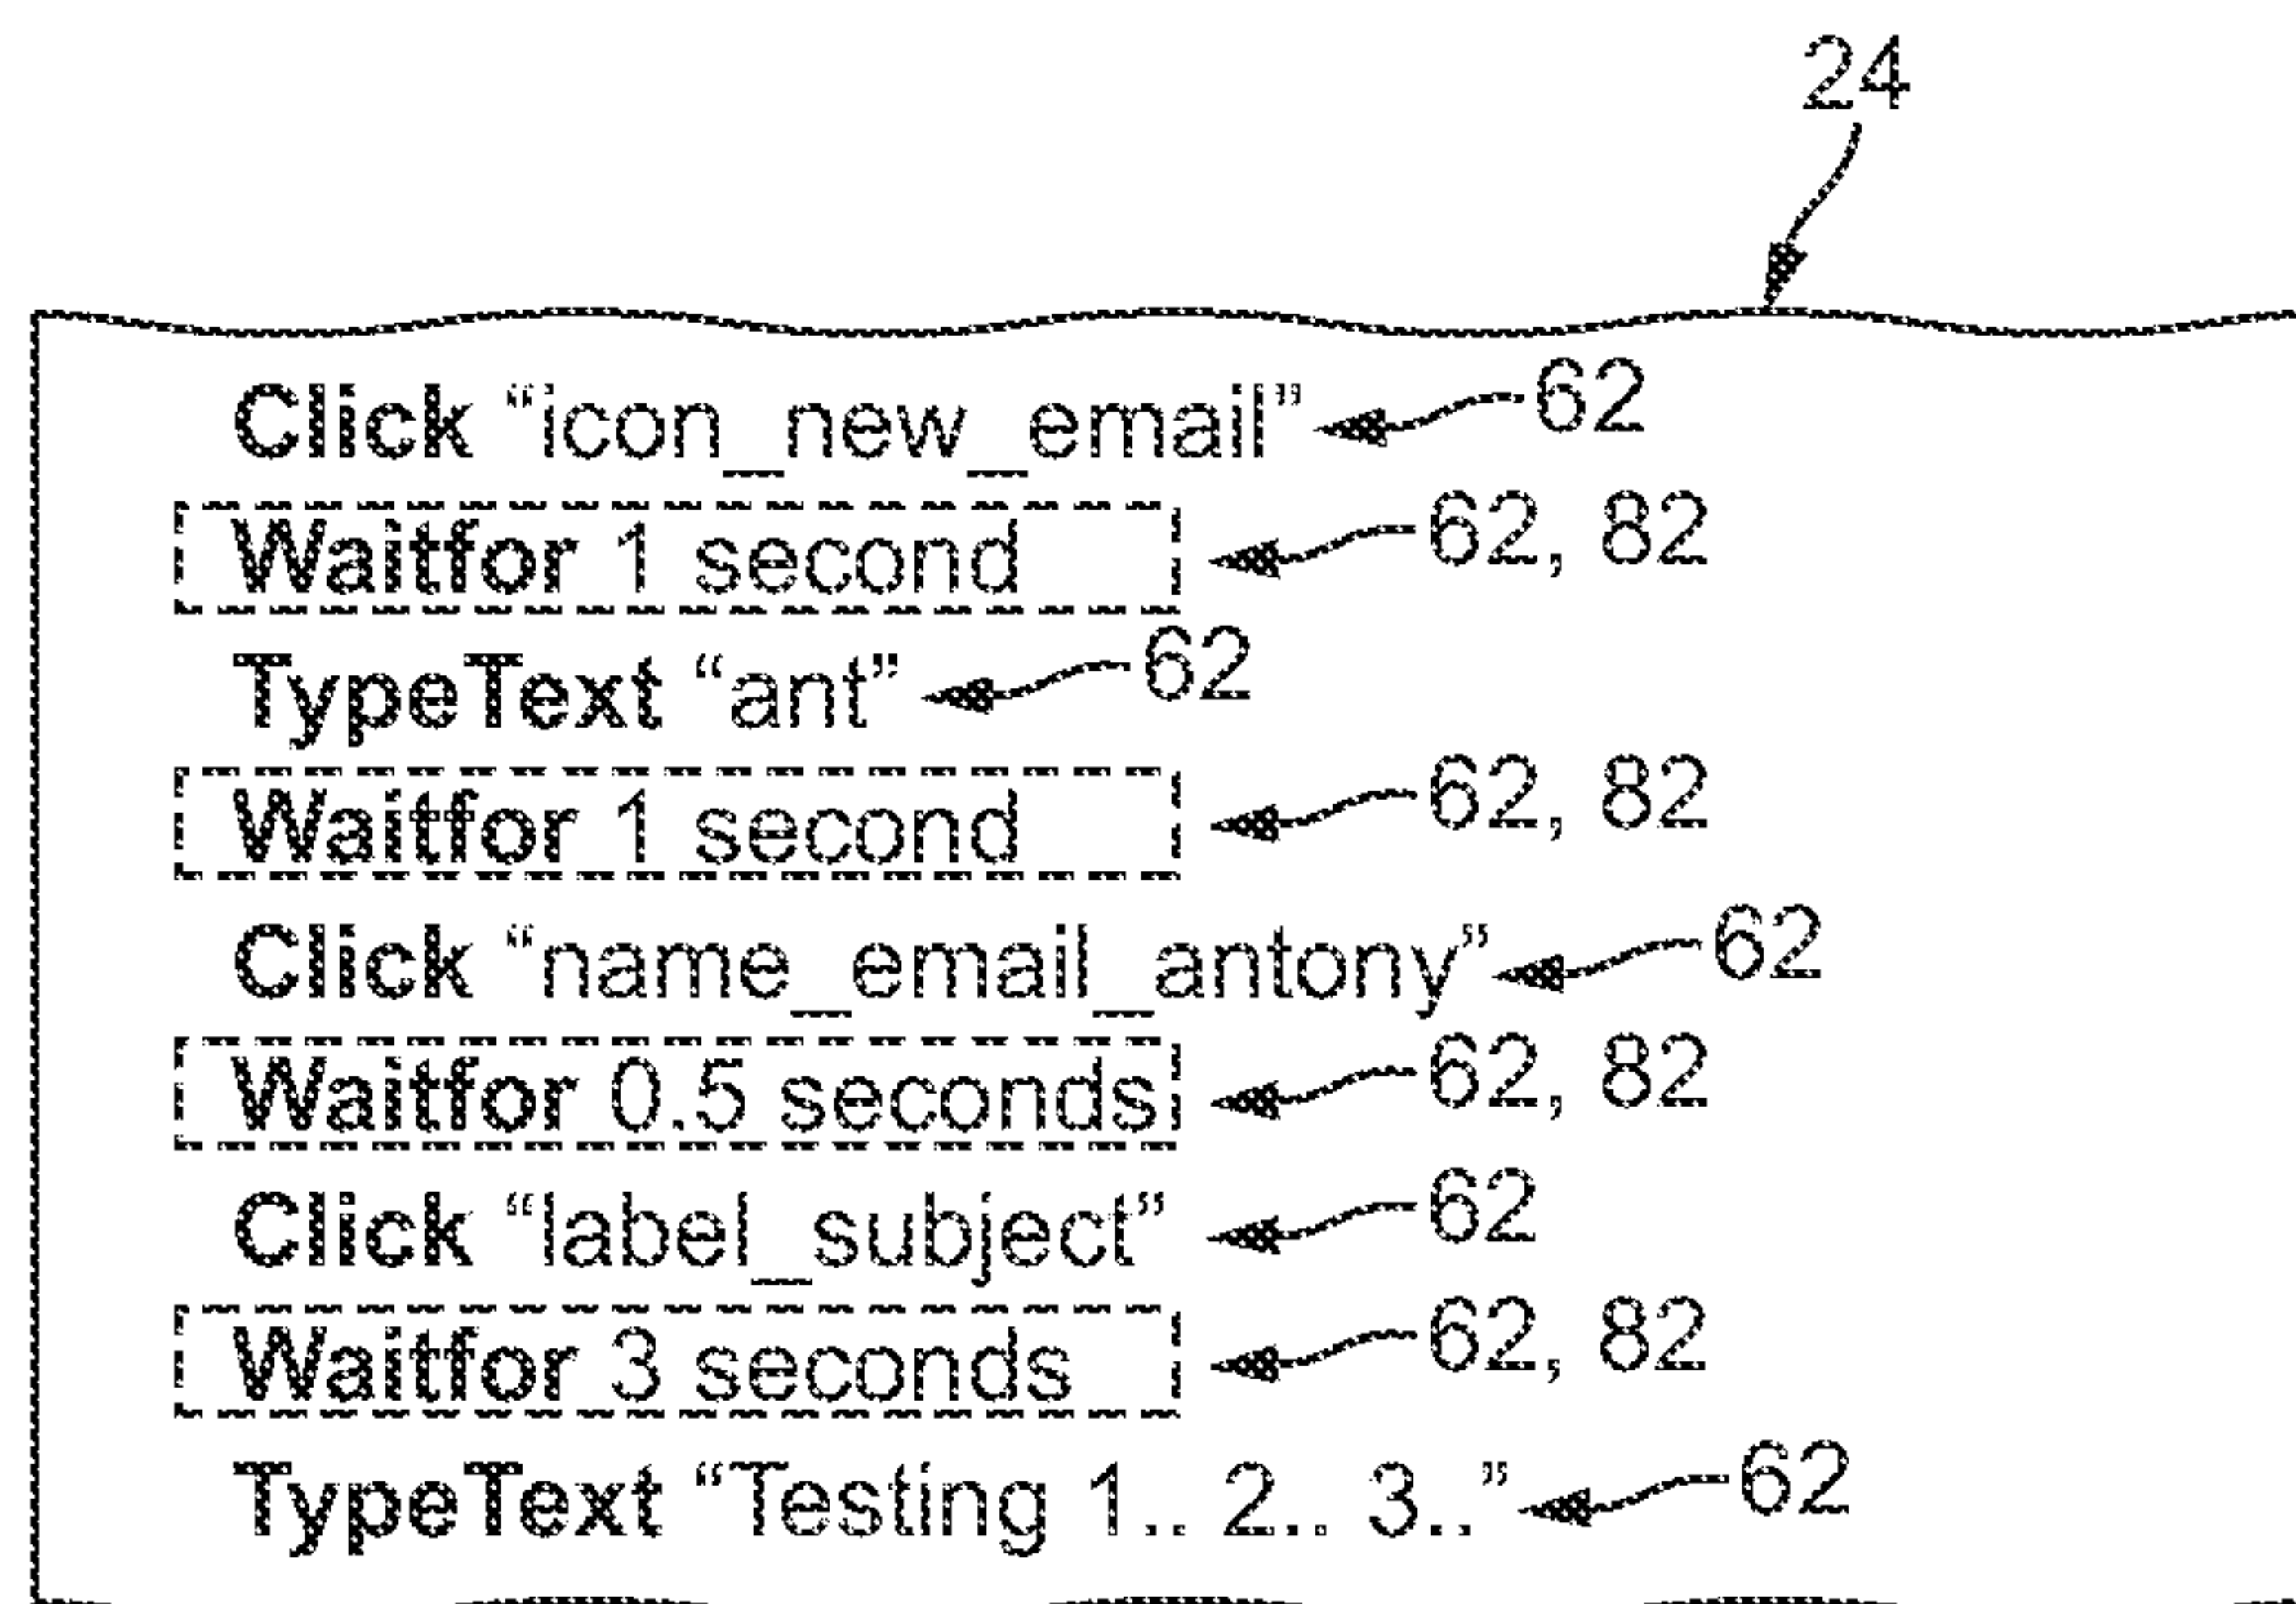 24
Click “icon_new_email” 62
Waitfor 1 second 62, 82
TypeText “ant” 62
Waitfor 1 second 62, 82
Click “name_email_antony” 62
Waitfor 0.5 seconds 62, 82
Click “label_subject” 62
Waitfor 3 seconds 62, 82
TypeText “Testing 1.. 2.. 3..” 62